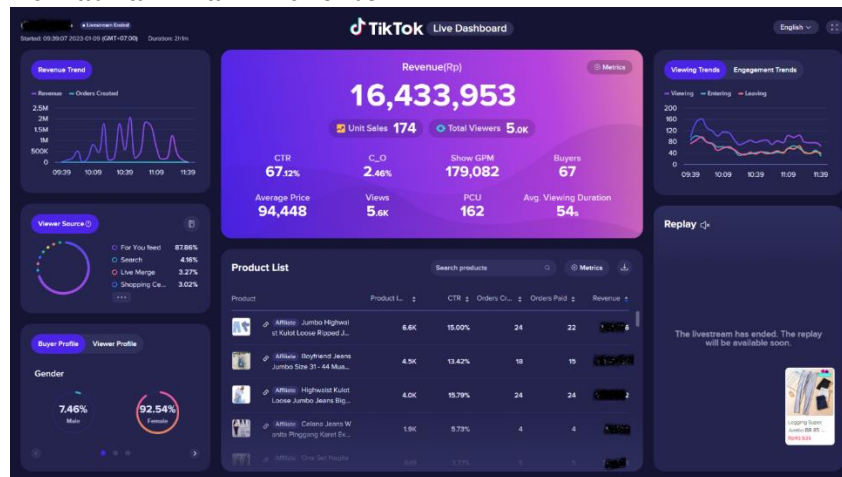 Livestream Ended
Started: 09:39:07 2023-01-09 (GMT+07:00) Duration: 2h1m
TikTok Live Dashboard
English
Revenue Trend
Revenue Orders Created
2.5M
2M
1.5M
1M
500K
0
09:39 10:09 10:39 11:09 11:39
Revenue(Rp)
Metrics
16,433,953
Unit Sales 174 Total Viewers 5.0K
CTR C_O Show GPM Buyers
67.12% 2.46% 179,082 67
Average Price Views PCU Avg. Viewing Duration
94,448 5.6K 162 54s
Viewing Trends Engagement Trends
Viewing Entering Leaving
200
160
120
80
40
0
09:39 10:09 10:39 11:09 11:39
Viewer Source
For You feed 87.86%
Search 4.16%
Live Merge 3.27%
Shopping Ce... 3.02%
Buyer Profile Viewer Profile
Gender
7.46%
Male
92.54%
Female
Product List
Search products
Metrics
Product Product I... CTR Orders Cr... Orders Paid Revenue
Affiliate Jumbo Highwai
st Kulot Loose Ripped J...
6.6K 15.00% 24 22 6
Affiliate Boyfriend Jeans
Jumbo Size 31 - 44 Mua...
4.5K 13.42% 18 15
Affiliate Highwaist Kulot
Loose Jumbo Jeans Big...
4.0K 15.79% 24 24 2
Affiliate Celana Jeans W
anita Pinggang Karet Ex...
1.9K 5.73% 4 4
Affiliate One Set
Replay
The livestream has ended. The replay
will be available soon.
Legging Super
Jumbo